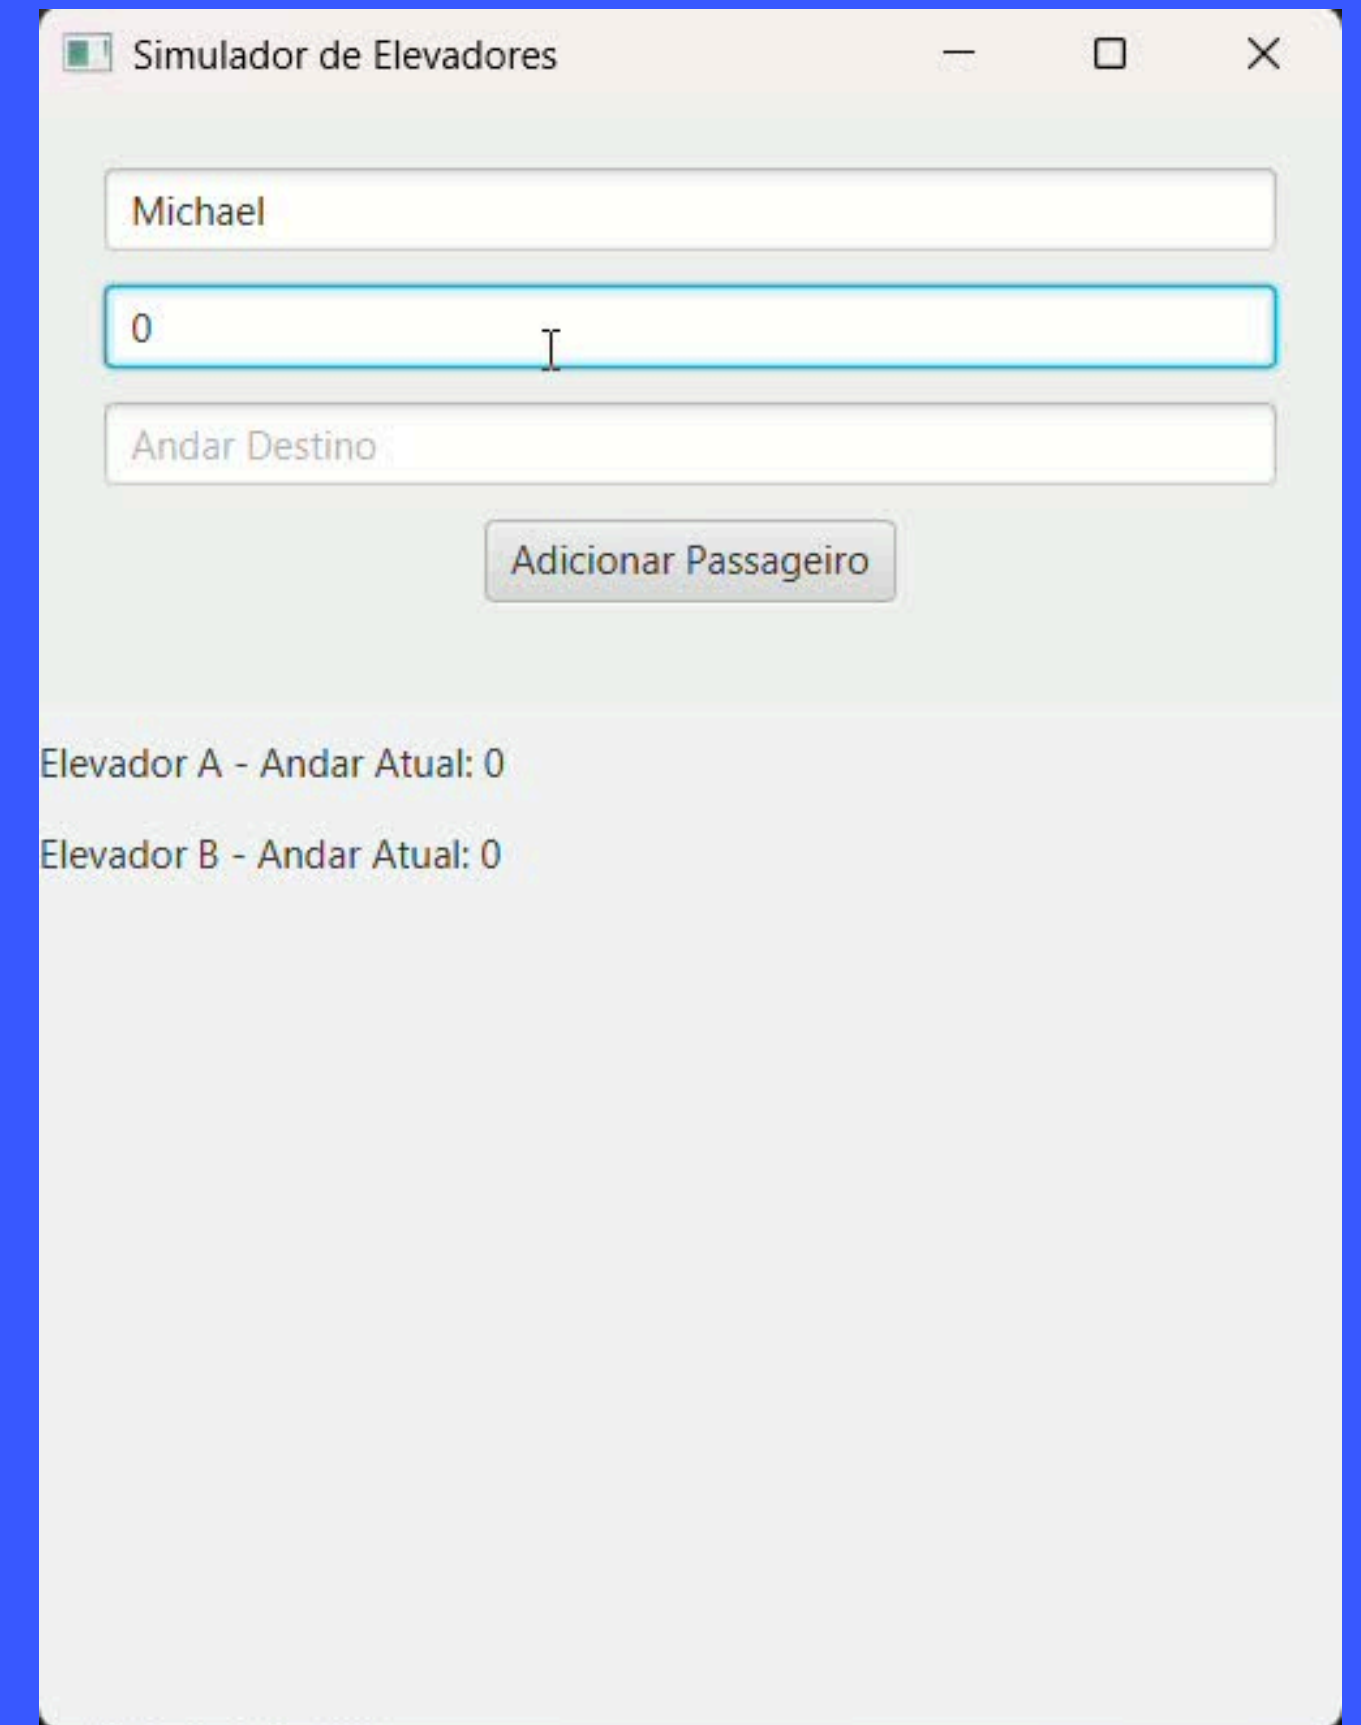 Simulador de Elevadores
Michael
0
Andar Destino
Adicionar Passageiro
Elevador A - Andar Atual: 0
Elevador B - Andar Atual: 0